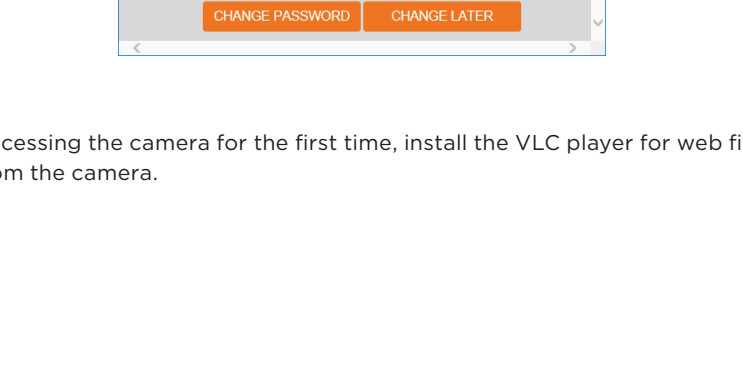 CHANGE PASSWORD CHANGE LATER
cessing the camera for the first time, install the VLC player for web fi
om the camera.